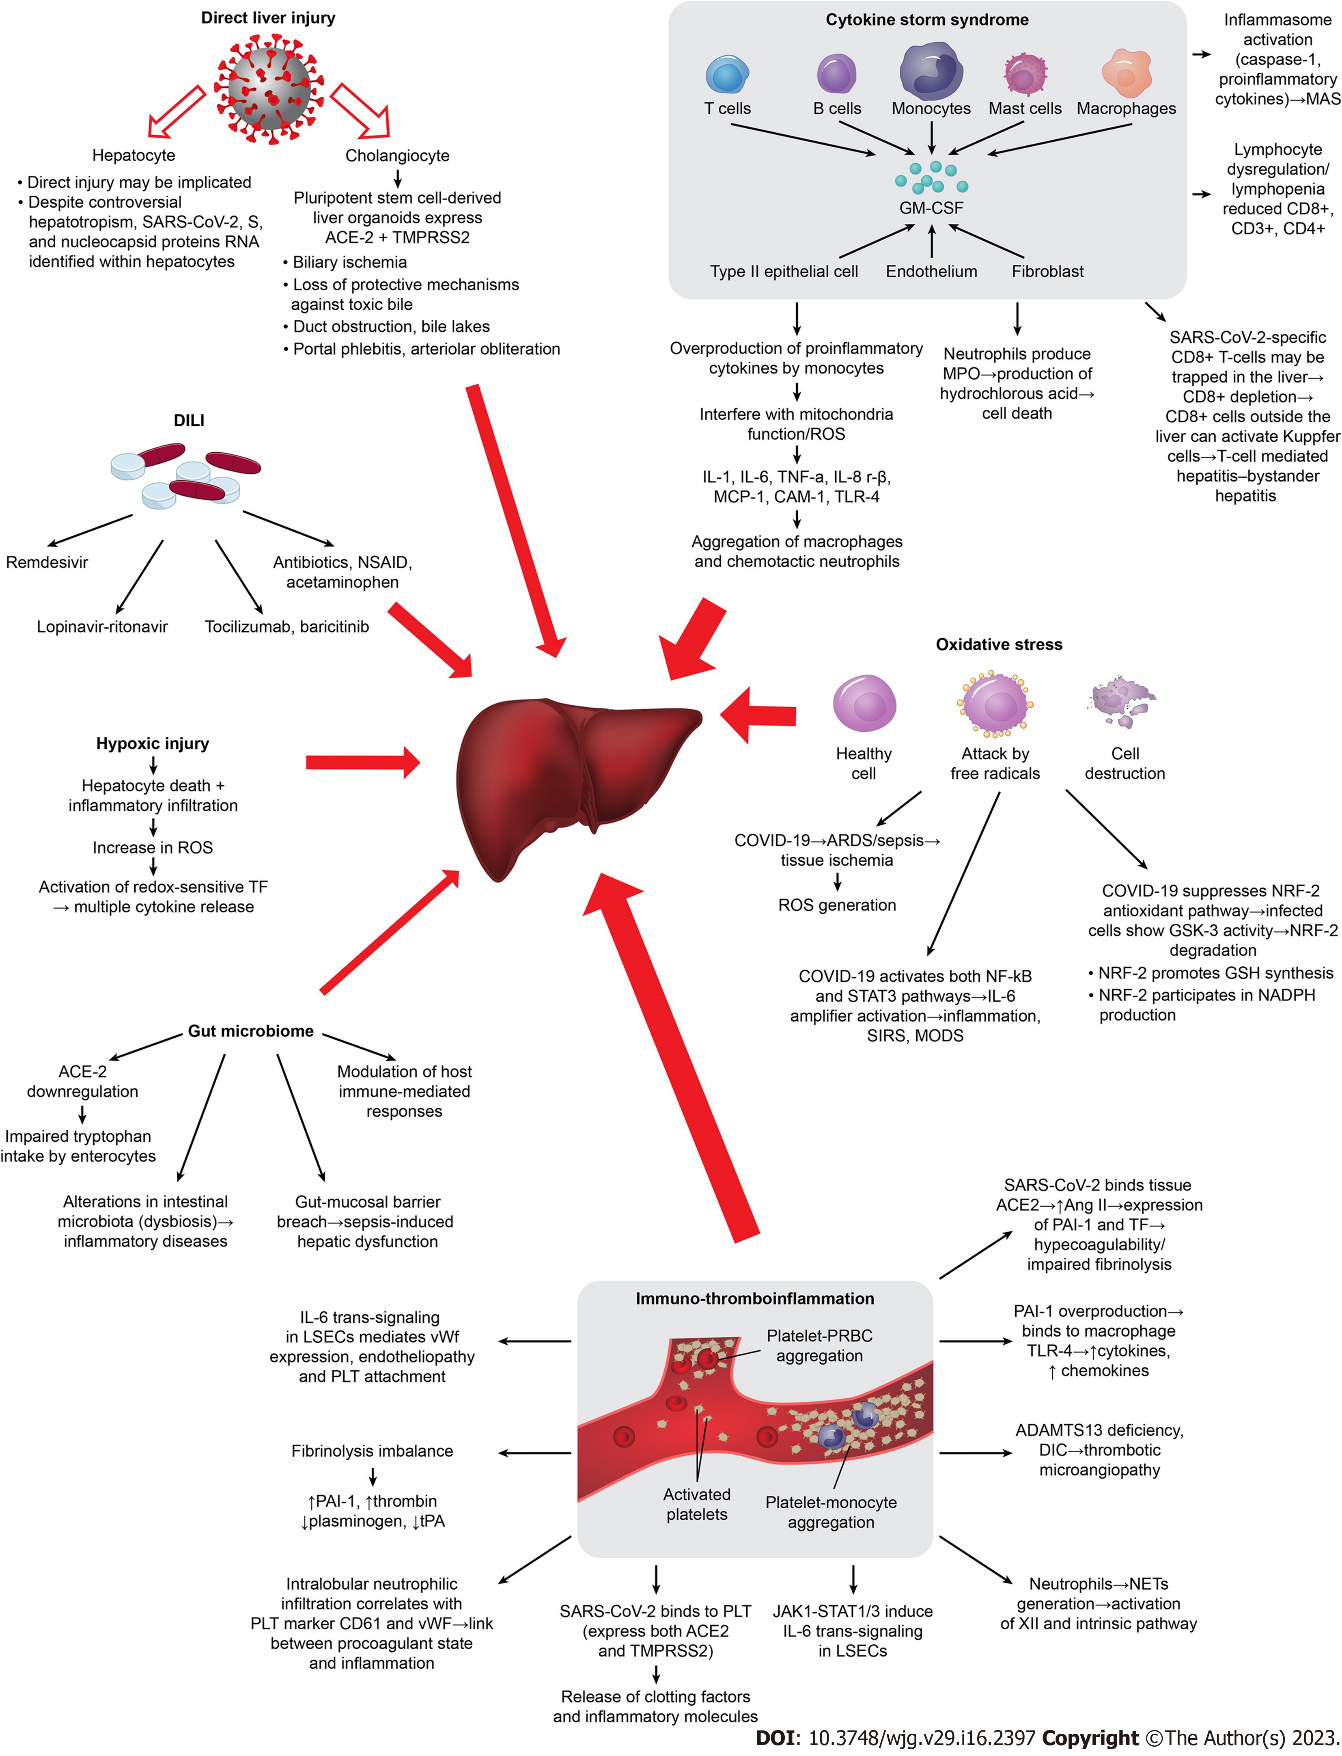 Direct liver injury
Hepatocyte
• Direct injury may be implicated
• Despite controversial
hepatotropism, SARS-CoV-2, S,
and nucleocapsid proteins RNA
identified within hepatocytes
Cholangiocyte
Pluripotent stem cell-derived
liver organoids express
ACE-2 + TMPRSS2
• Biliary ischemia
• Loss of protective mechanisms
against toxic bile
• Duct obstruction, bile lakes
• Portal phlebitis, arteriolar obliteration
Cytokine storm syndrome
T cells
B cells
Monocytes
Mast cells
Macrophages
GM-CSF
Type II epithelial cell
Endothelium
Fibroblast
Inflammasome
activation
(caspase-1,
proinflammatory
cytokines)→MAS
Lymphocyte
dysregulation/
lymphopenia
reduced CD8+,
CD3+, CD4+
Overproduction of proinflammatory
cytokines by monocytes
Interfere with mitochondria
function/ROS
IL-1, IL-6, TNF-a, IL-8 r-β,
MCP-1, CAM-1, TLR-4
Aggregation of macrophages
and chemotactic neutrophils
Neutrophils produce
MPO→production of
hydrochlorous acid→
cell death
SARS-CoV-2-specific
CD8+ T-cells may be
trapped in the liver→
CD8+ depletion→
CD8+ cells outside the
liver can activate Kuppfer
cells→T-cell mediated
hepatitis–bystander
hepatitis
DILI
Remdesivir
Lopinavir-ritonavir
Tocilizumab, baricitinib
Antibiotics, NSAID,
acetaminophen
Oxidative stress
Healthy
cell
Attack by
free radicals
Cell
destruction
COVID-19→ARDS/sepsis→
tissue ischemia
ROS generation
COVID-19 activates both NF-kB
and STAT3 pathways→IL-6
amplifier activation→inflammation,
SIRS, MODS
COVID-19 suppresses NRF-2
antioxidant pathway→infected
cells show GSK-3 activity→NRF-2
degradation
• NRF-2 promotes GSH synthesis
• NRF-2 participates in NADPH
production
Hypoxic injury
Hepatocyte death +
inflammatory infiltration
Increase in ROS
Activation of redox-sensitive TF
→ multiple cytokine release
Gut microbiome
ACE-2
downregulation
Impaired tryptophan
intake by enterocytes
Alterations in intestinal
microbiota (dysbiosis)→
inflammatory diseases
Gut-mucosal barrier
breach→sepsis-induced
hepatic dysfunction
Modulation of host
immune-mediated
responses
Immuno-thromboinflammation
Platelet-PRBC
aggregation
Activated
platelets
Platelet-monocyte
aggregation
IL-6 trans-signaling
in LSECs mediates vWf
expression, endotheliopathy
and PLT attachment
Fibrinolysis imbalance
↑PAI-1, ↑thrombin
↓plasminogen, ↓tPA
Intralobular neutrophilic
infiltration correlates with
PLT marker CD61 and vWF→link
between procoagulant state
and inflammation
SARS-CoV-2 binds to PLT
(express both ACE2
and TMPRSS2)
Release of clotting factors
and inflammatory molecules
JAK1-STAT1/3 induce
IL-6 trans-signaling
in LSECs
SARS-CoV-2 binds tissue
ACE2→↑Ang II→expression
of PAI-1 and TF→
hypecoagulability/
impaired fibrinolysis
PAI-1 overproduction→
binds to macrophage
TLR-4→↑cytokines,
↑ chemokines
ADAMTS13 deficiency,
DIC→thrombotic
microangiopathy
Neutrophils→NETs
generation→activation
of XII and intrinsic pathway
DOI: 10.3748/wjg.v29.i16.2397 Copyright ©The Author(s) 2023.